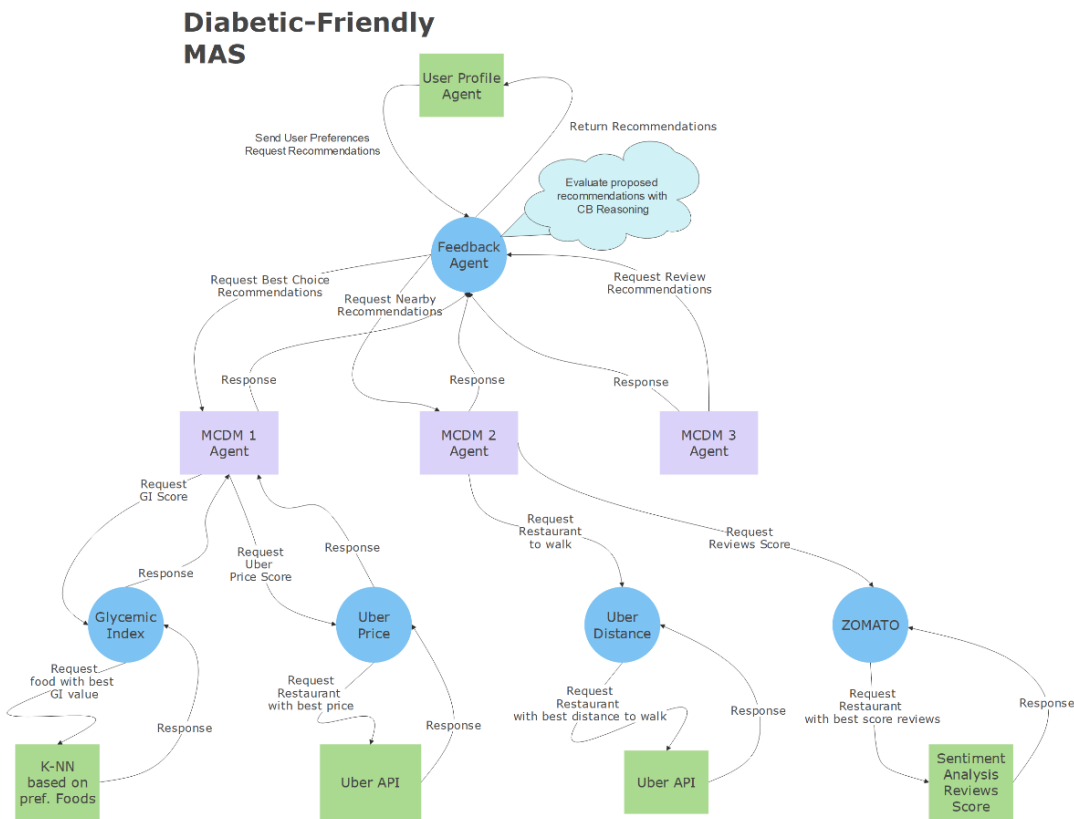 Diabetic-Friendly
MAS
User Profile
Agent
Send User Preferences
Request Recommendations
Return Recommendations
Evaluate proposed
recommendations with
CB Reasoning
Feedback
Agent
Request Best Choice
Recommendations
Request Nearby
Recommendations
Request Review
Recommendations
Response
Response
Response
MCDM 1
Agent
MCDM 2
Agent
MCDM 3
Agent
Request
GI Score
Response
Request
Uber
Price Score
Response
Request
Restaurant
to walk
Request
Reviews Score
Glycemic
Index
Uber
Price
Uber
Distance
ZOMATO
Request
food with best
GI value
Response
Request
Restaurant
with best price
Response
Request
Restaurant
with best distance to walk
Response
Request
Restaurant
with best score reviews
Response
K-NN
based on
pref. Foods
Uber API
Uber API
Sentiment
Analysis
Reviews
Score